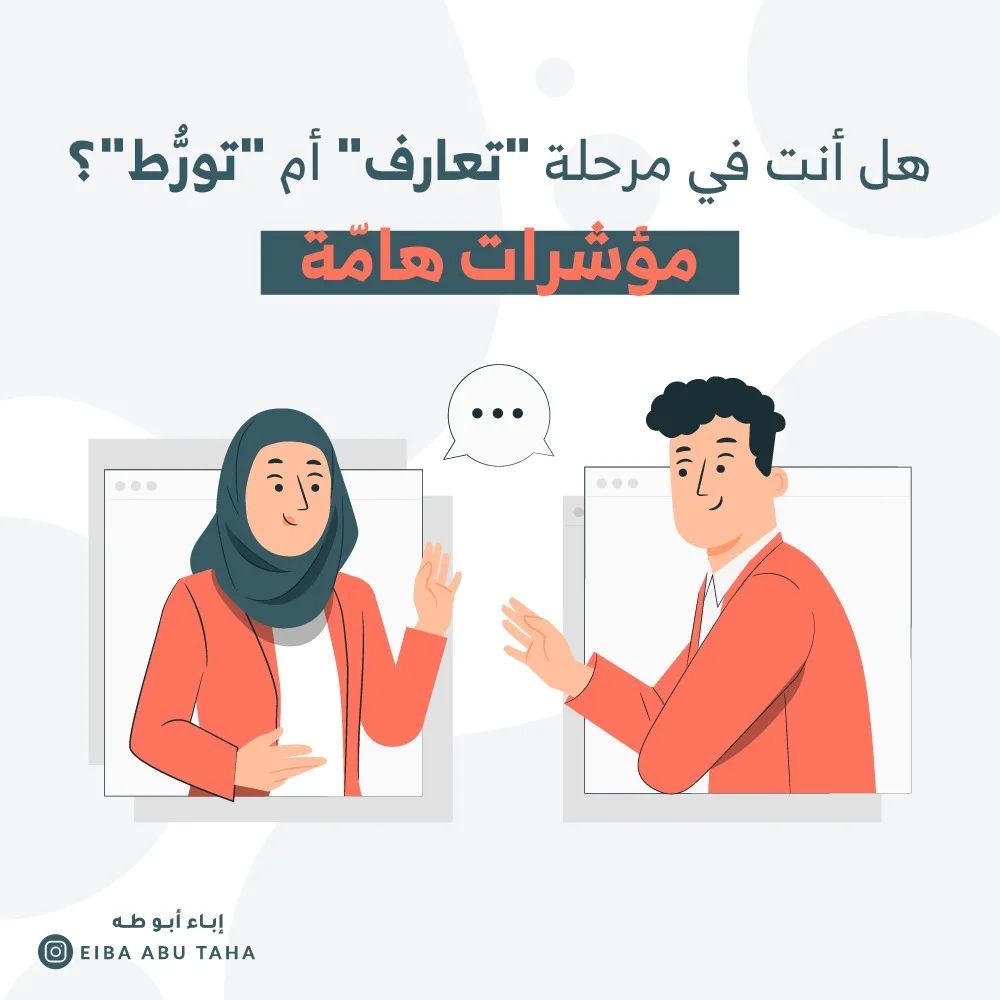 هل أنت في مرحلة "تعارف" أم "تورُّط"؟
مؤشرات هامّة
إباء أبو طه
EIBA ABU TAHA